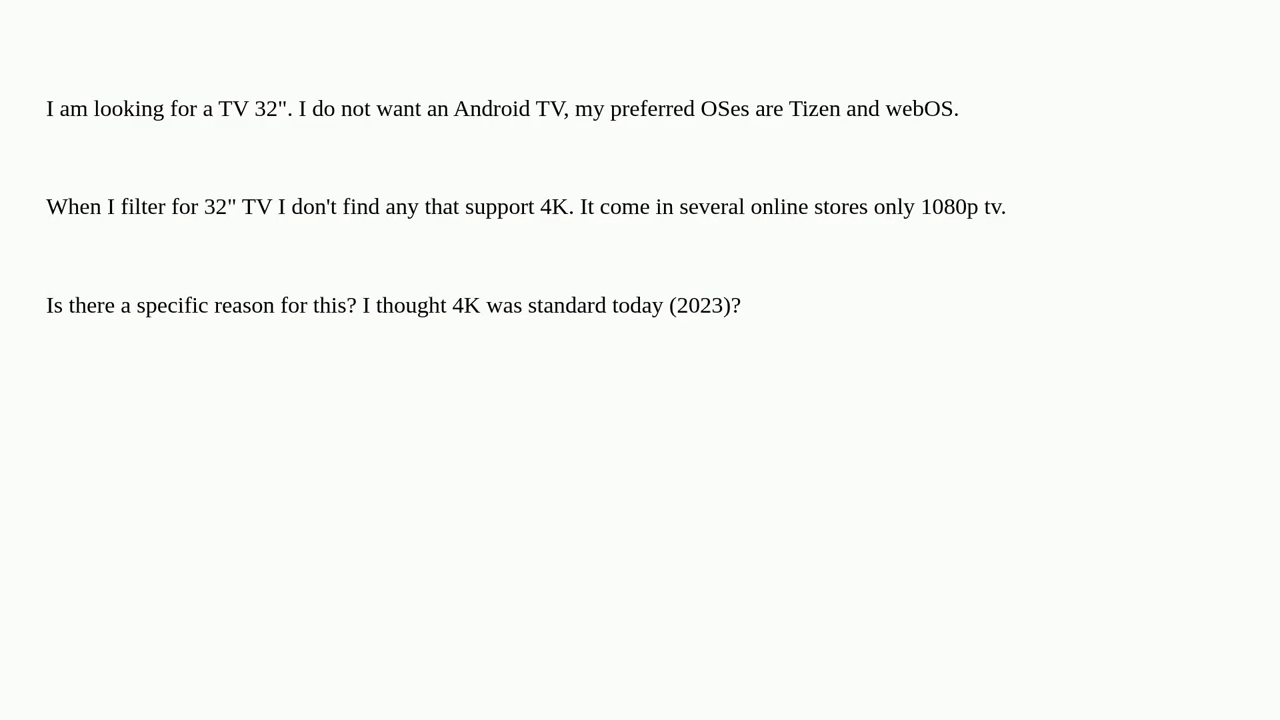 I am looking for a TV 32". I do not want an Android TV, my preferred OSes are Tizen and webOS.
When I filter for 32" TV I don't find any that support 4K. It come in several online stores only 1080p tv.
Is there a specific reason for this? I thought 4K was standard today (2023)?